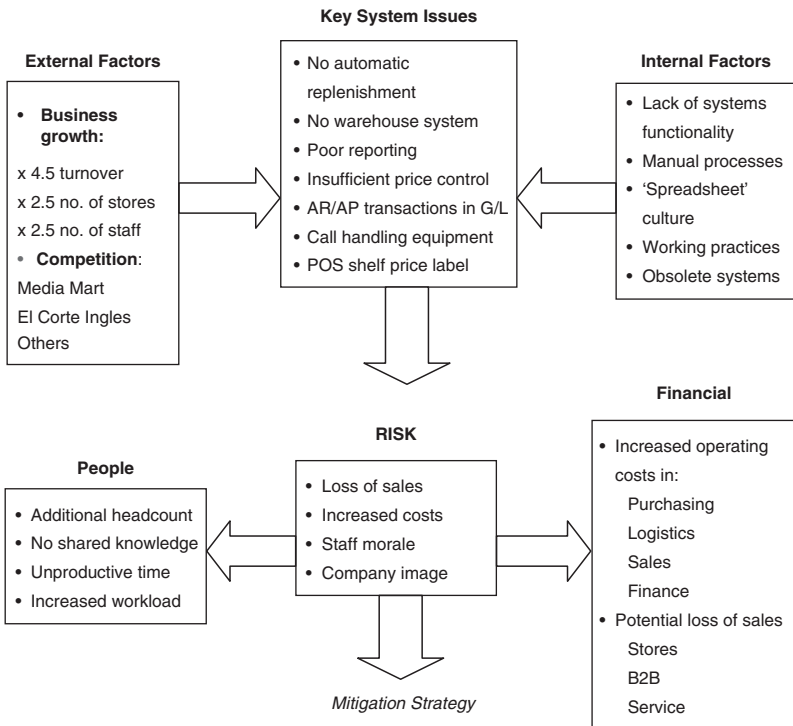 Key System Issues
External Factors
Internal Factors
• Business
growth:
x 4.5 turnover
x 2.5 no. of stores
x 2.5 no. of staff
• Competition:
Media Mart
El Corte Ingles
Others
• No automatic
replenishment
• No warehouse system
• Poor reporting
• Insufficient price control
• AR/AP transactions in G/L
• Call handling equipment
• POS shelf price label
• Lack of systems
functionality
• Manual processes
• ‘Spreadsheet’
culture
• Working practices
• Obsolete systems
People
• Additional headcount
• No shared knowledge
• Unproductive time
• Increased workload
RISK
• Loss of sales
• Increased costs
• Staff morale
• Company image
Financial
• Increased operating
costs in:
Purchasing
Logistics
Sales
Finance
• Potential loss of sales
Stores
B2B
Service
Mitigation Strategy